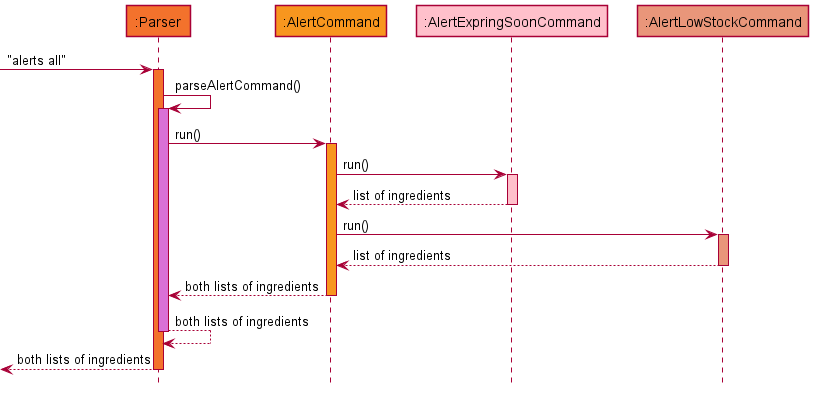 :Parser
:AlertCommand
:AlertExpringSoonCommand
:AlertLowStockCommand
"alerts all"
parseAlertCommand()
run()
run()
list of ingredients
run()
list of ingredients
both lists of ingredients
both lists of ingredients
both lists of ingredients